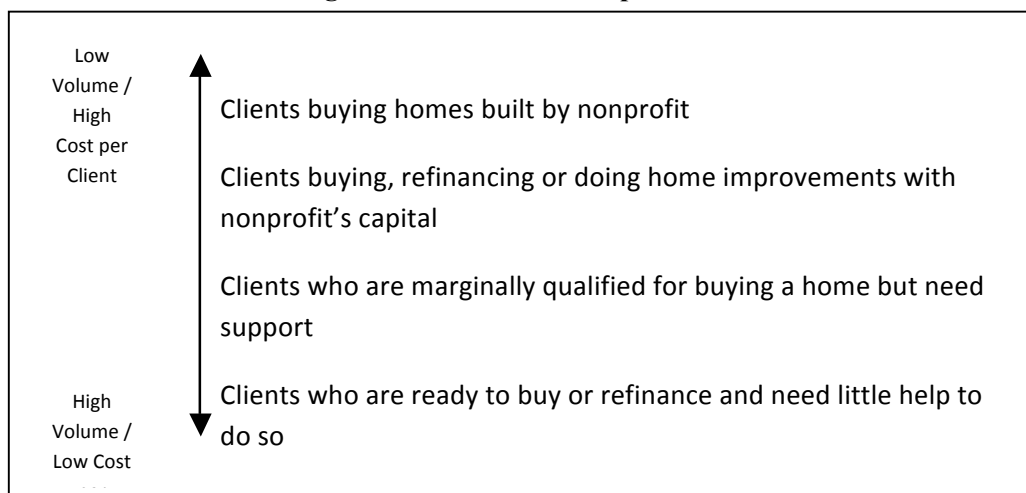 Low
Volume /
High
Cost per
Client
Clients buying homes built by nonprofit
Clients buying, refinancing or doing home improvements with
nonprofit’s capital
Clients who are marginally qualified for buying a home but need
support
Clients who are ready to buy or refinance and need little help to
do so
High
Volume /
Low Cost